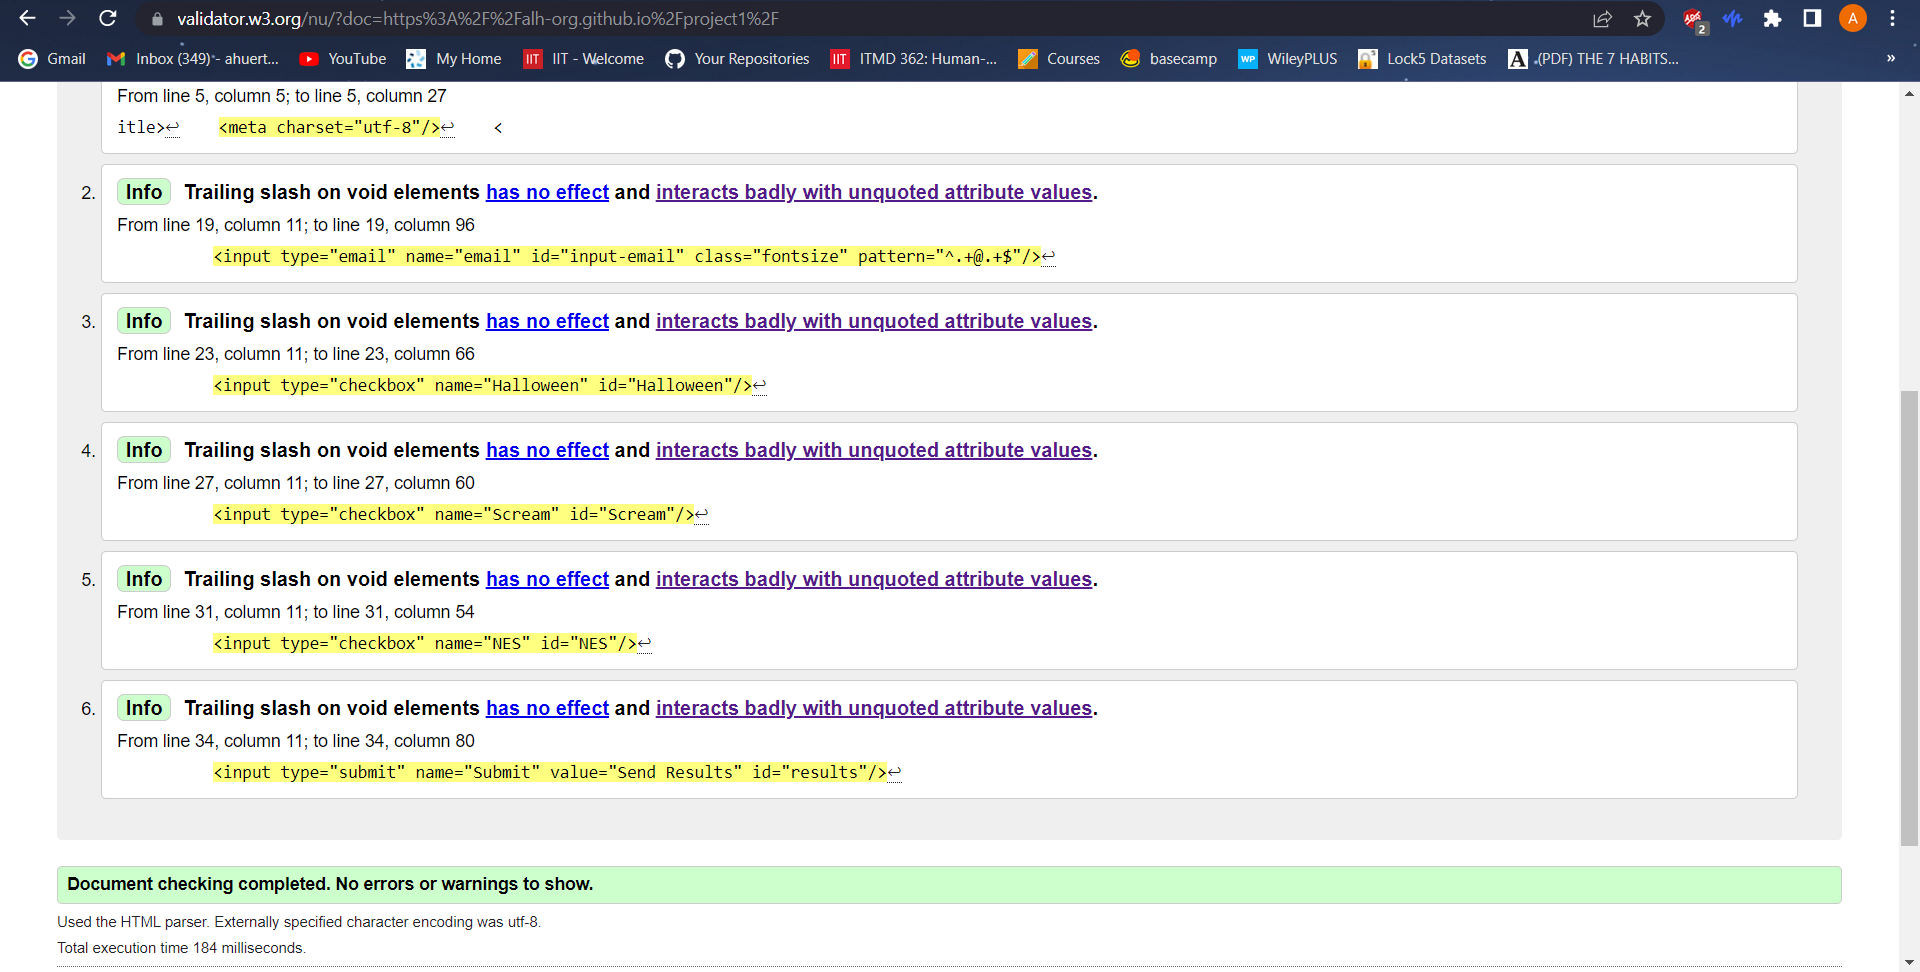 validator.w3.org/nu/?doc=https%3A%2F%2Falh-org.github.io%2Fproject1%2F
2
A
Gmail
Inbox (349) - ahuert...
YouTube
My Home
IIT IIT - Welcome
Your Repositories
IIT ITMD 362: Human-...
Courses
basecamp
WP WileyPLUS
Lock5 Datasets
A (PDF) THE 7 HABITS...
»
From line 5, column 5; to line 5, column 27
itle>↩    <meta charset="utf-8"/>↩    <
2. Info Trailing slash on void elements has no effect and interacts badly with unquoted attribute values.
From line 19, column 11; to line 19, column 96
<input type="email" name="email" id="input-email" class="fontsize" pattern="^.+@.+$"/>↩
3. Info Trailing slash on void elements has no effect and interacts badly with unquoted attribute values.
From line 23, column 11; to line 23, column 66
<input type="checkbox" name="Halloween" id="Halloween"/>↩
4. Info Trailing slash on void elements has no effect and interacts badly with unquoted attribute values.
From line 27, column 11; to line 27, column 60
<input type="checkbox" name="Scream" id="Scream"/>↩
5. Info Trailing slash on void elements has no effect and interacts badly with unquoted attribute values.
From line 31, column 11; to line 31, column 54
<input type="checkbox" name="NES" id="NES"/>↩
6. Info Trailing slash on void elements has no effect and interacts badly with unquoted attribute values.
From line 34, column 11; to line 34, column 80
<input type="submit" name="Submit" value="Send Results" id="results"/>↩
Document checking completed. No errors or warnings to show.
Used the HTML parser. Externally specified character encoding was utf-8.
Total execution time 184 milliseconds.